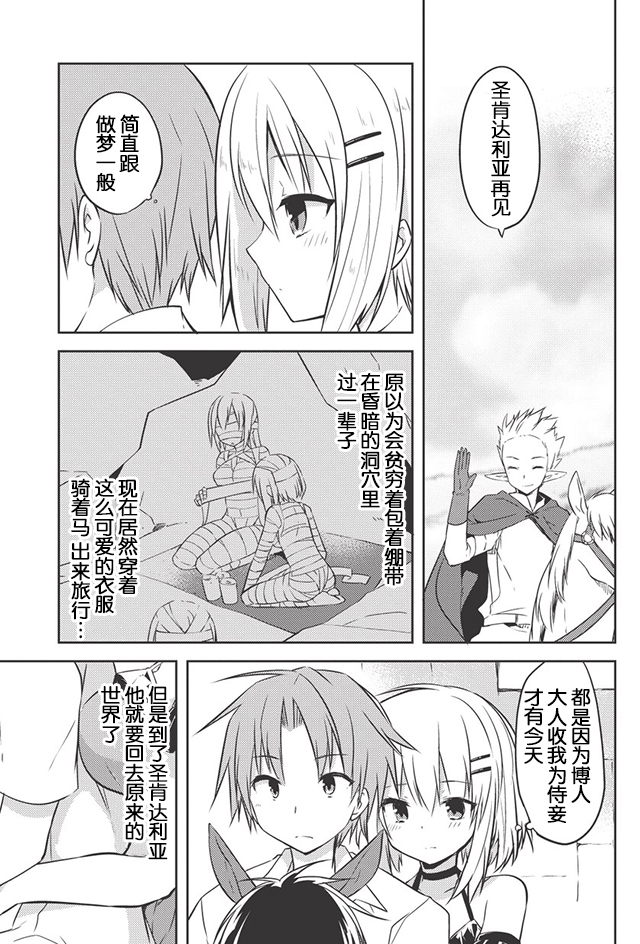 圣肯达利亚再见
简直跟
做梦一般
原以为会贫穷着包着绷带
在昏暗的洞穴里
过一辈子
现在居然穿着
这么可爱的衣服
骑着马 出来旅行…
都是因为博人
大人收我为侍妾
才有今天
但是到了圣肯达利亚
他就要回去原来的
世界了